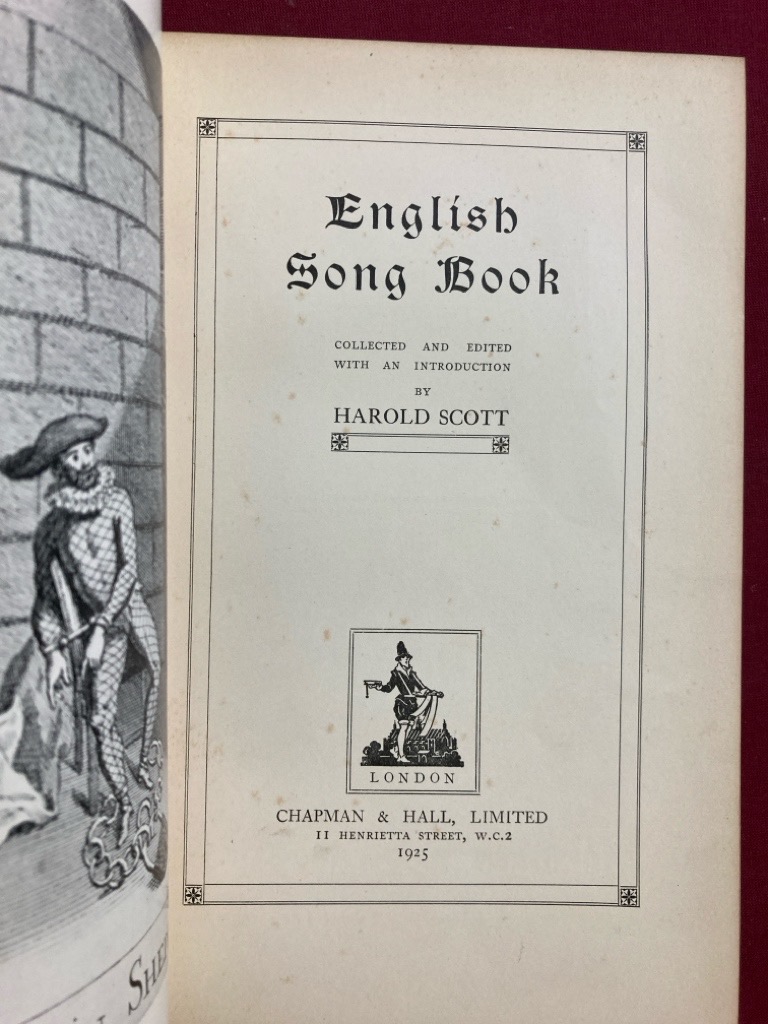 English
Song Book
COLLECTED AND EDITED
WITH AN INTRODUCTION
BY
HAROLD SCOTT
LONDON
CHAPMAN & HALL, LIMITED
11 HENRIETTA STREET, W.C.2
1925